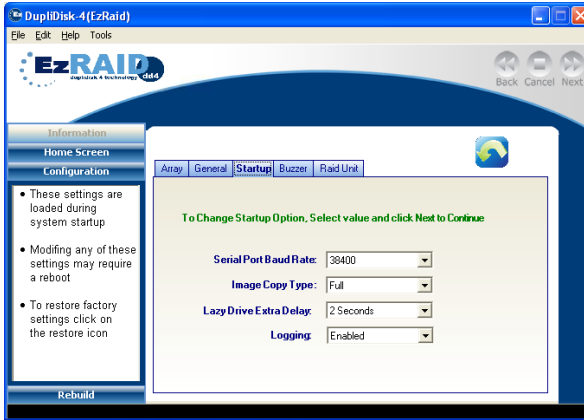 DupliDisk-4(EzRaid)
File Edit Help Tools
EzRAID
duplidisk 4 technology
dd4
Back Cancel Next
Information
Home Screen
Configuration
• These settings are
loaded during
system startup
• Modifing any of these
settings may require
a reboot
• To restore factory
settings click on
the restore icon
Rebuild
Array General Startup Buzzer Raid Unit
To Change Startup Option, Select value and click Next to Continue
Serial Port Baud Rate: 38400
Image Copy Type: Full
Lazy Drive Extra Delay: 2 Seconds
Logging: Enabled